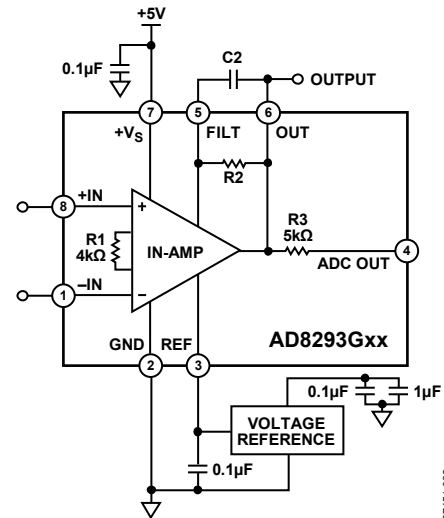 +5V
0.1µF
C2
OUTPUT
7
5
6
+VS
FILT
OUT
R2
8
+IN
+
R1
4kΩ
IN-AMP
R3
5kΩ
4
ADC OUT
1
–IN
–
GND
REF
AD8293Gxx
2
3
0.1µF
1µF
VOLTAGE
REFERENCE
0.1µF